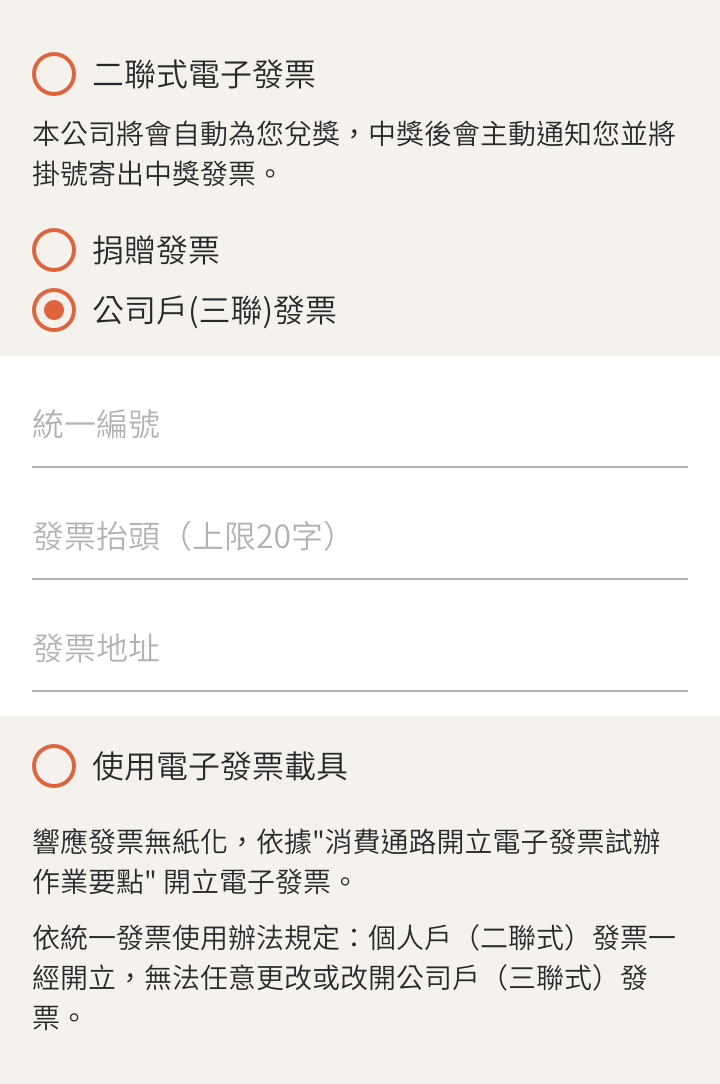 二聯式電子發票
本公司將會自動為您兌獎，中獎後會主動通知您並將
掛號寄出中獎發票。
捐贈發票
公司戶(三聯)發票
統一編號
發票抬頭（上限20字）
發票地址
使用電子發票載具
響應發票無紙化，依據"消費通路開立電子發票試辦
作業要點" 開立電子發票。
依統一發票使用辦法規定：個人戶（二聯式）發票一
經開立，無法任意更改或改開公司戶（三聯式）發
票。